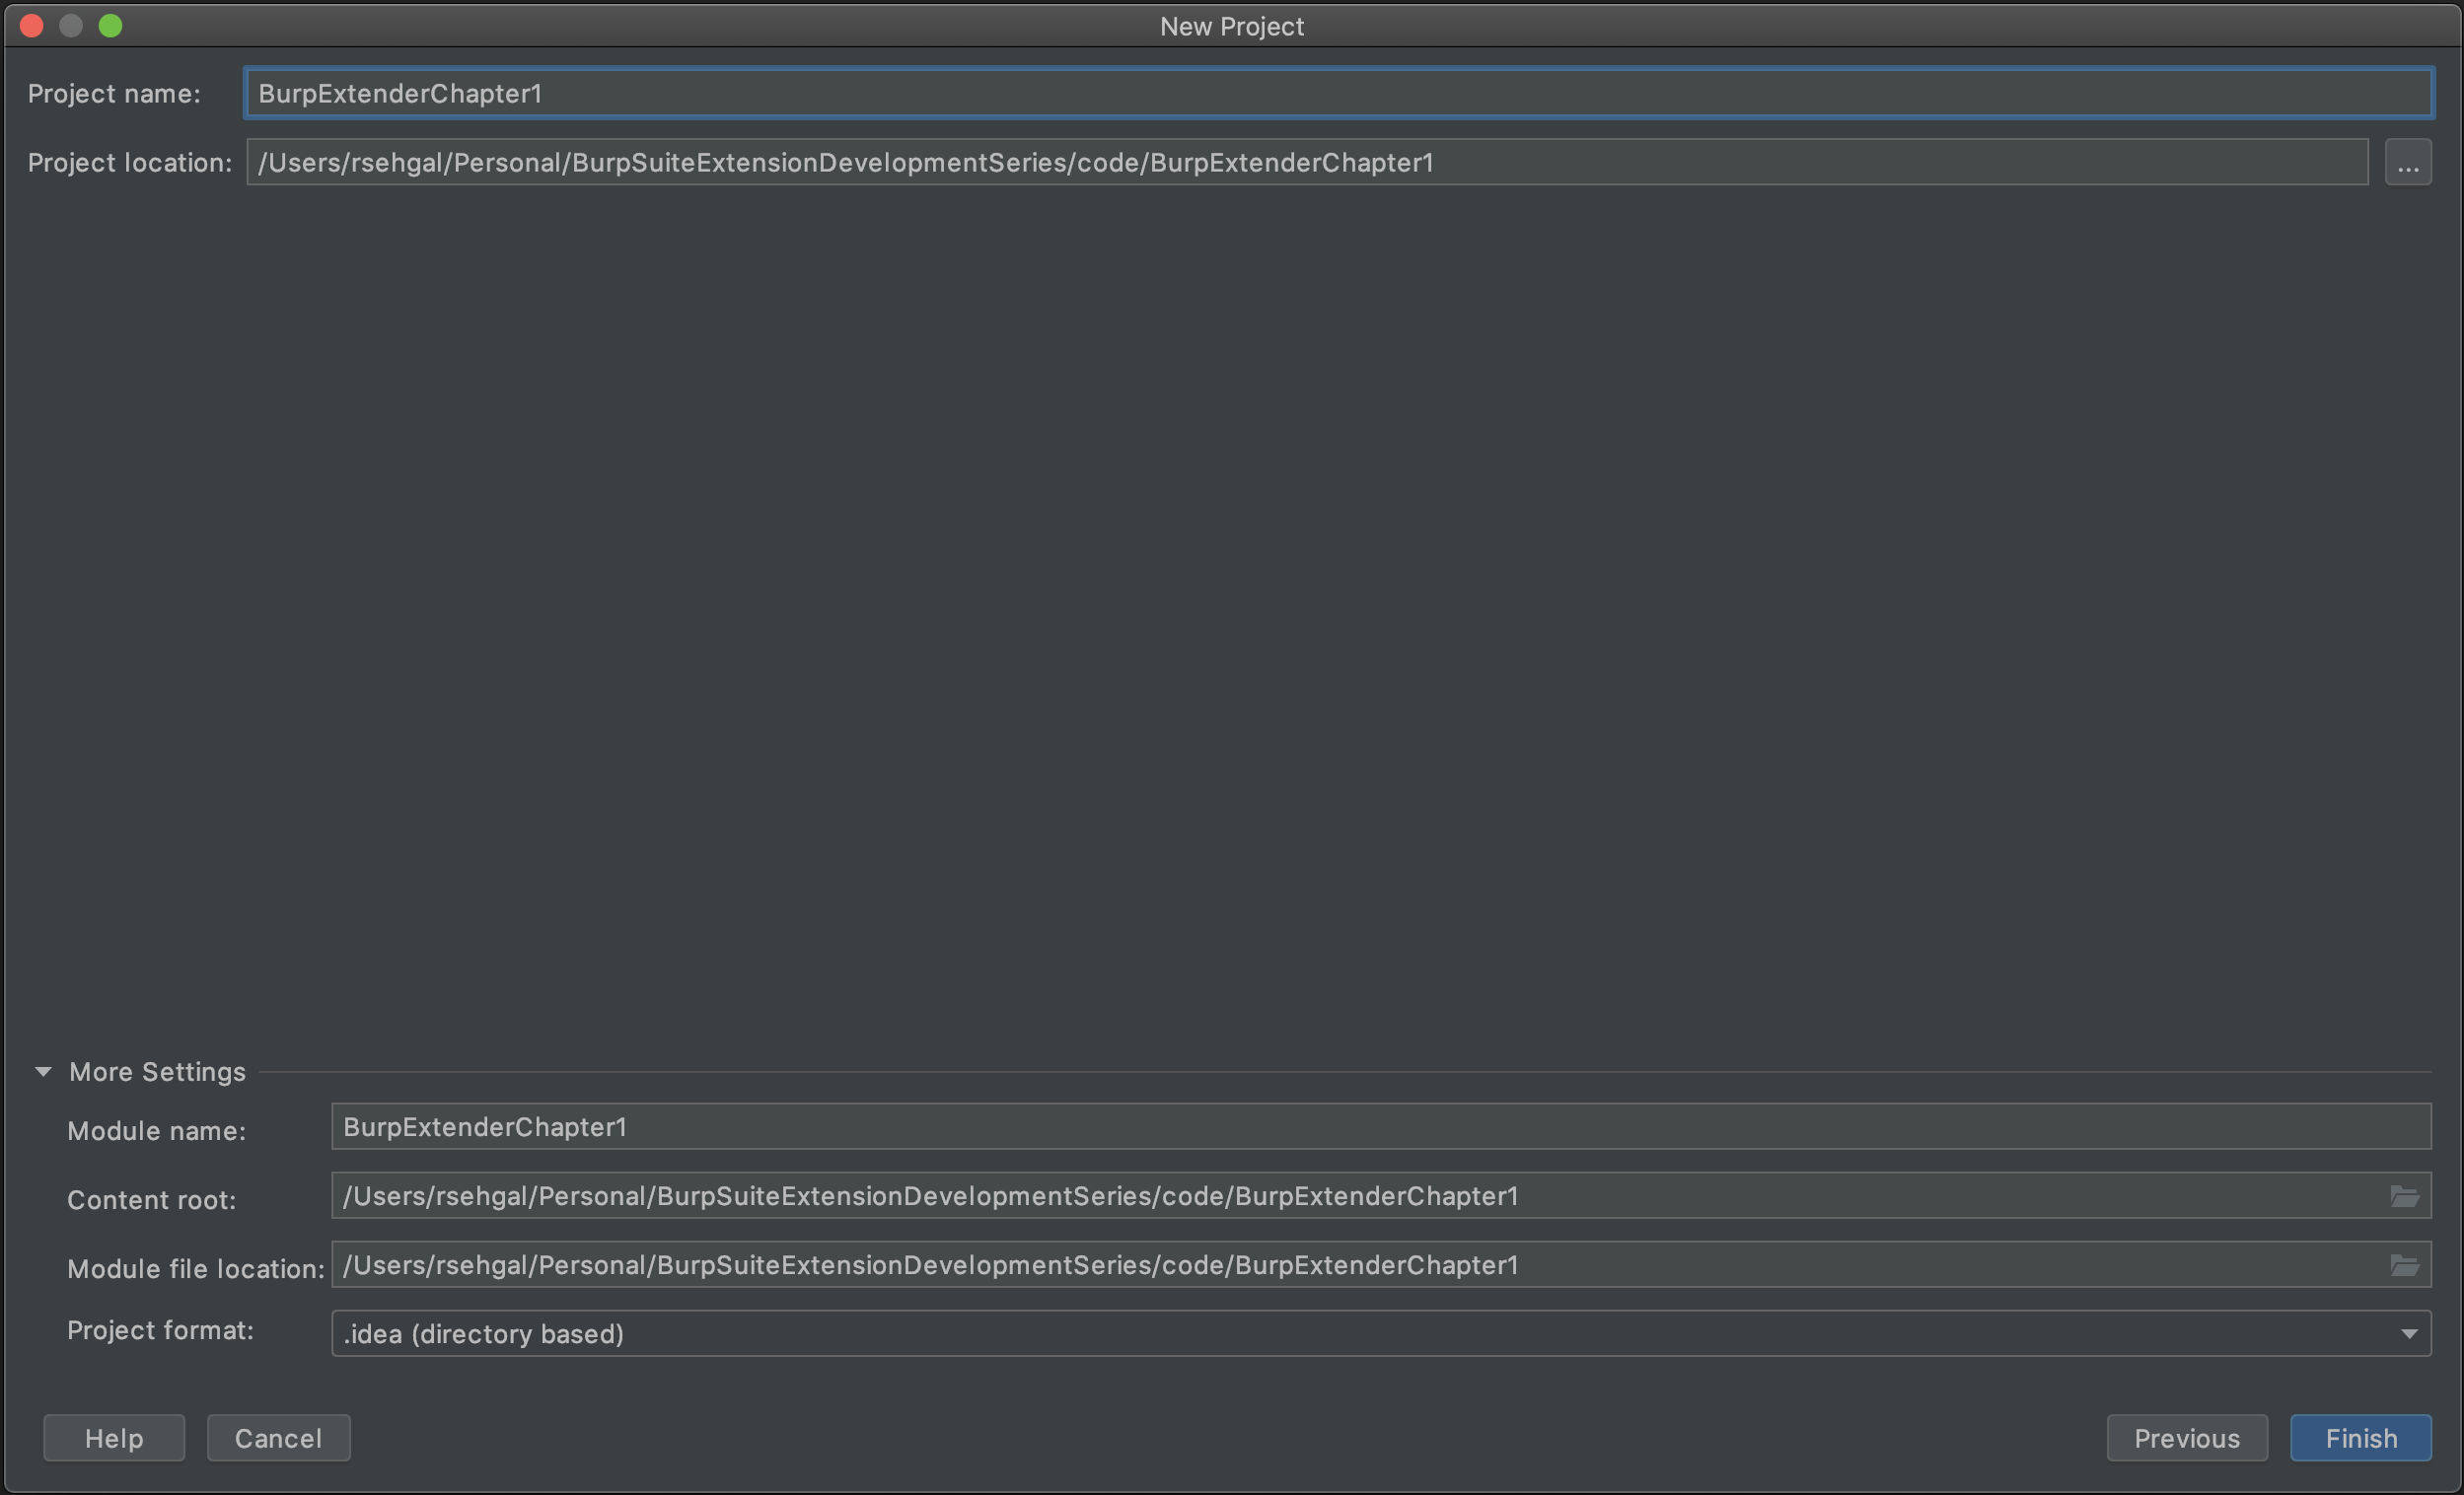 New Project
Project name: BurpExtenderChapter1
Project location: /Users/rsehgal/Personal/BurpSuiteExtensionDevelopmentSeries/code/BurpExtenderChapter1 ...
More Settings
Module name: BurpExtenderChapter1
Content root: /Users/rsehgal/Personal/BurpSuiteExtensionDevelopmentSeries/code/BurpExtenderChapter1
Module file location: /Users/rsehgal/Personal/BurpSuiteExtensionDevelopmentSeries/code/BurpExtenderChapter1
Project format: .idea (directory based)
Help Cancel Previous Finish